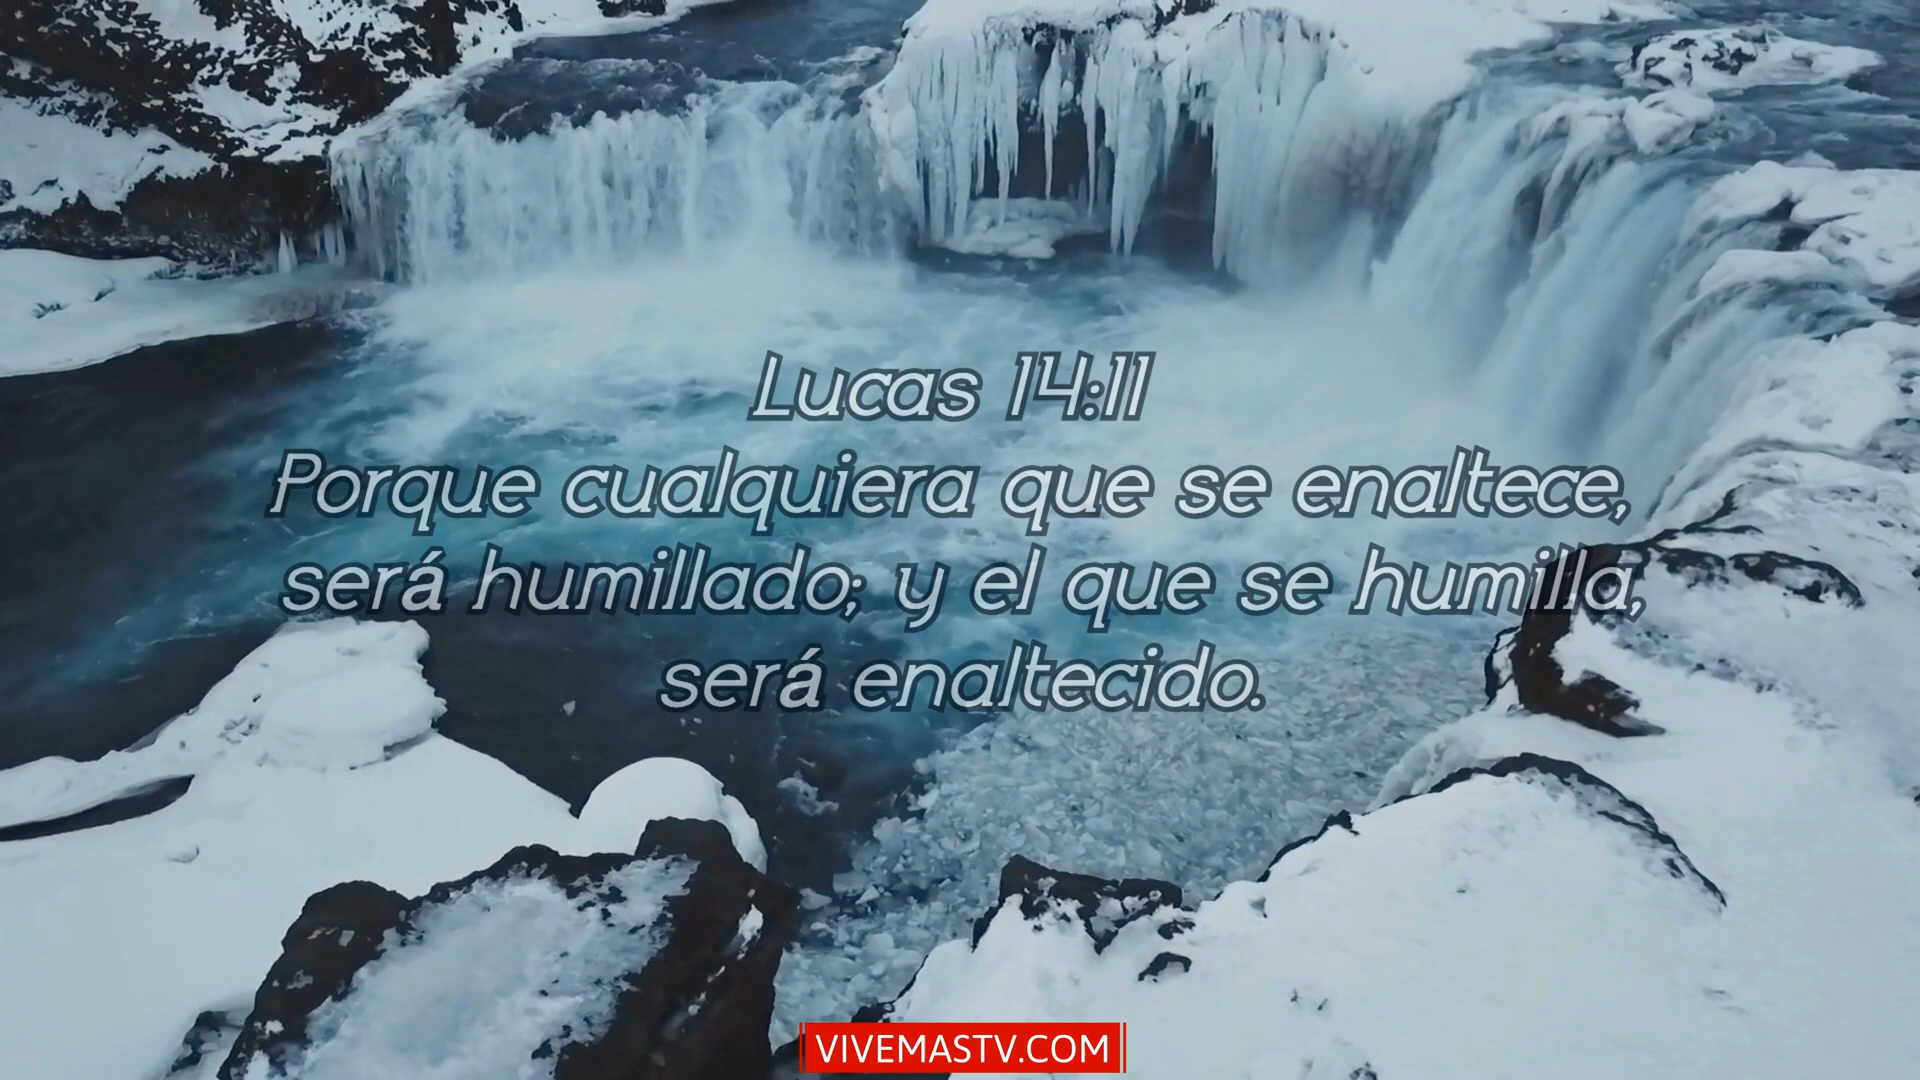 Lucas 14:11
Porque cualquiera que se enaltece,
será humillado; y el que se humilla,
será enaltecido.
VIVEMASTV.COM